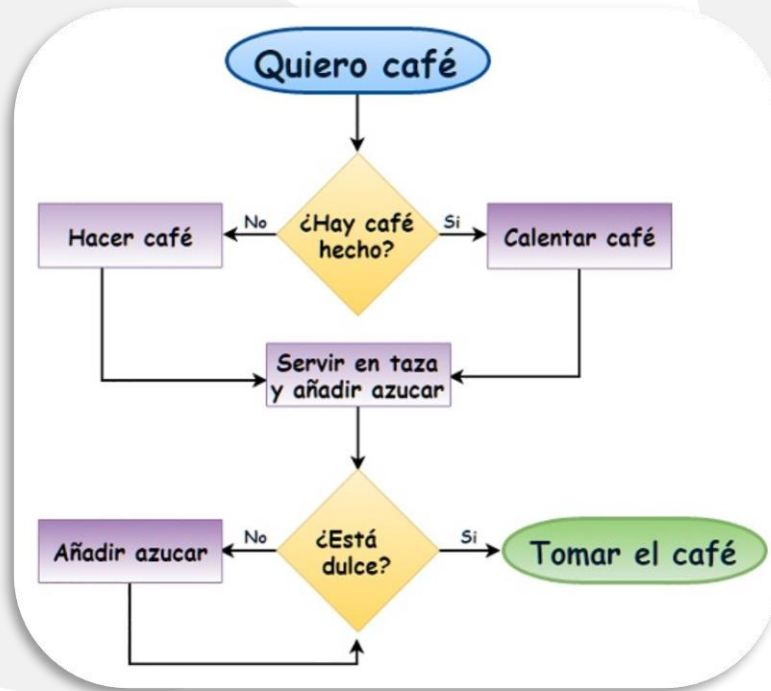 Quiero café
¿Hay café
hecho?
No
Si
Hacer café
Calentar café
Servir en taza
y añadir azucar
¿Está
dulce?
No
Si
Añadir azucar
Tomar el café